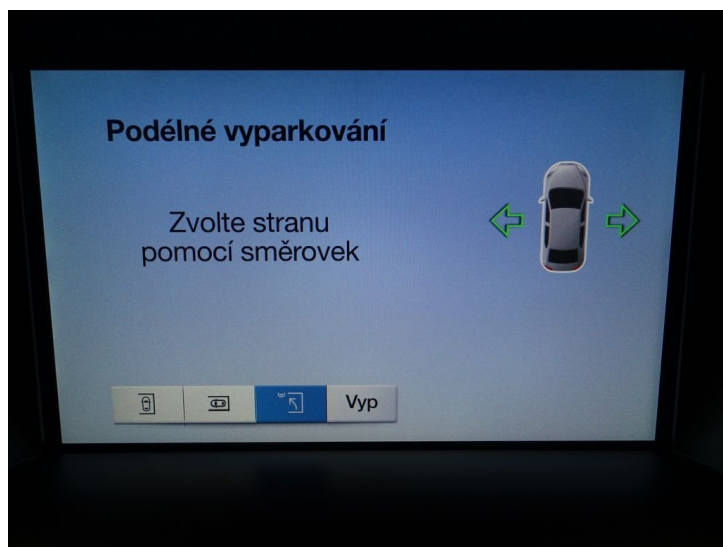 Podélné vyparkování
Zvolte stranu
pomocí směrovek
Vyp